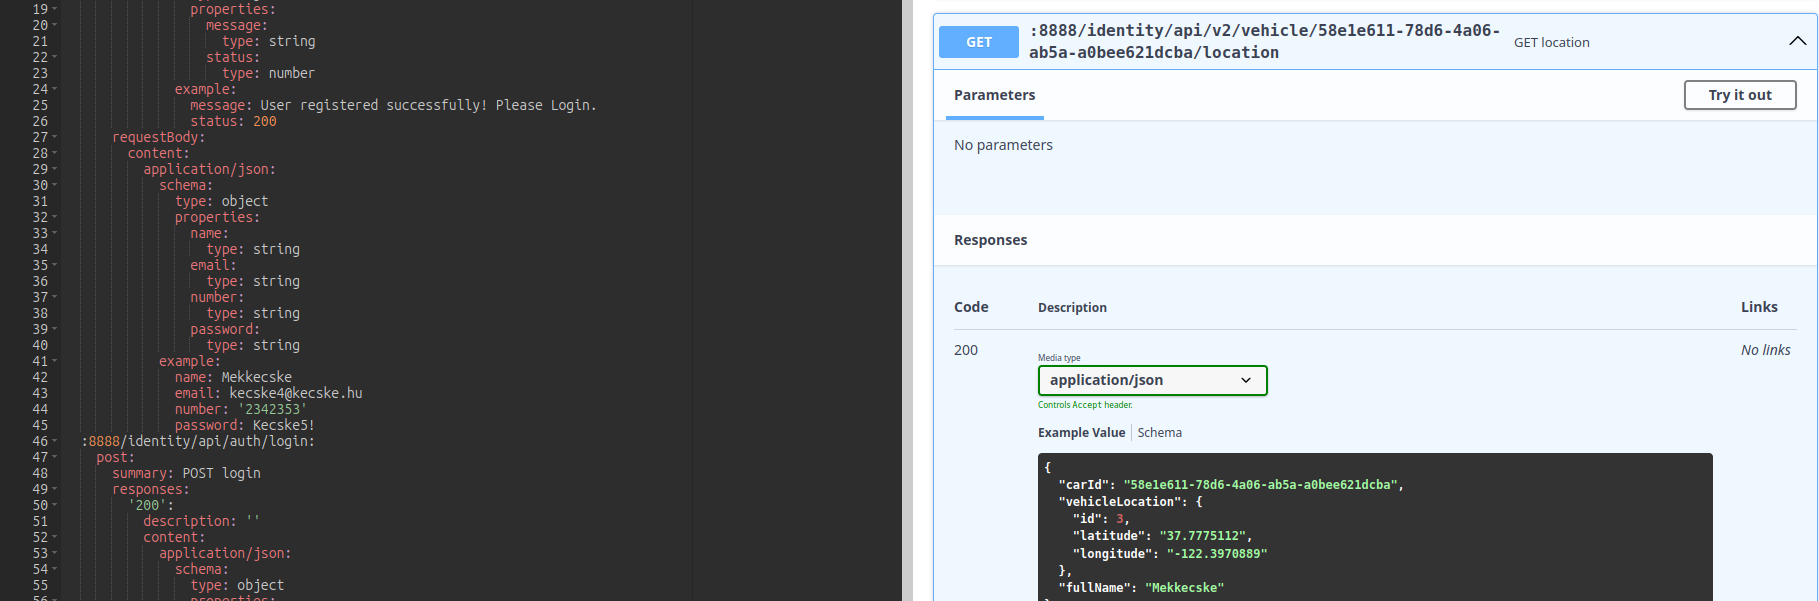 19 properties:
20 message:
21 type: string
22 status:
23 type: number
24 example:
25 message: User registered successfully! Please Login.
26 status: 200
27 requestBody:
28 content:
29 application/json:
30 schema:
31 type: object
32 properties:
33 name:
34 type: string
35 email:
36 type: string
37 number:
38 type: string
39 password:
40 type: string
41 example:
42 name: Mekkecske
43 email: kecske4@kecske.hu
44 number: '2342353'
45 password: Kecske5!
46 :8888/identity/api/auth/login:
47 post:
48 summary: POST login
49 responses:
50 '200':
51 description: ''
52 content:
53 application/json:
54 schema:
55 type: object
56 properties:
GET
:8888/identity/api/v2/vehicle/58e1e611-78d6-4a06-
ab5a-a0bee621dcba/location
GET location
Parameters
Try it out
No parameters
Responses
Code Description Links
200
No links
Media type
application/json
Controls Accept header.
Example Value Schema
{
"carId": "58e1e611-78d6-4a06-ab5a-a0bee621dcba",
"vehicleLocation": {
"id": 3,
"latitude": "37.7775112",
"longitude": "-122.3970889"
},
"fullName": "Mekkecske"